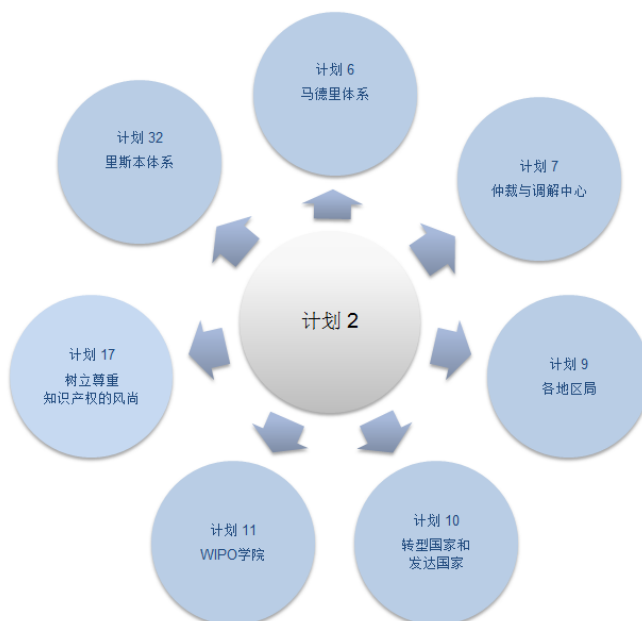 计划 6
马德里体系
计划 32
里斯本体系
计划 7
仲裁与调解中心
计划 2
计划 17
树立尊重
知识产权的风尚
计划 9
各地区局
计划 11
WIPO学院
计划 10
转型国家和
发达国家